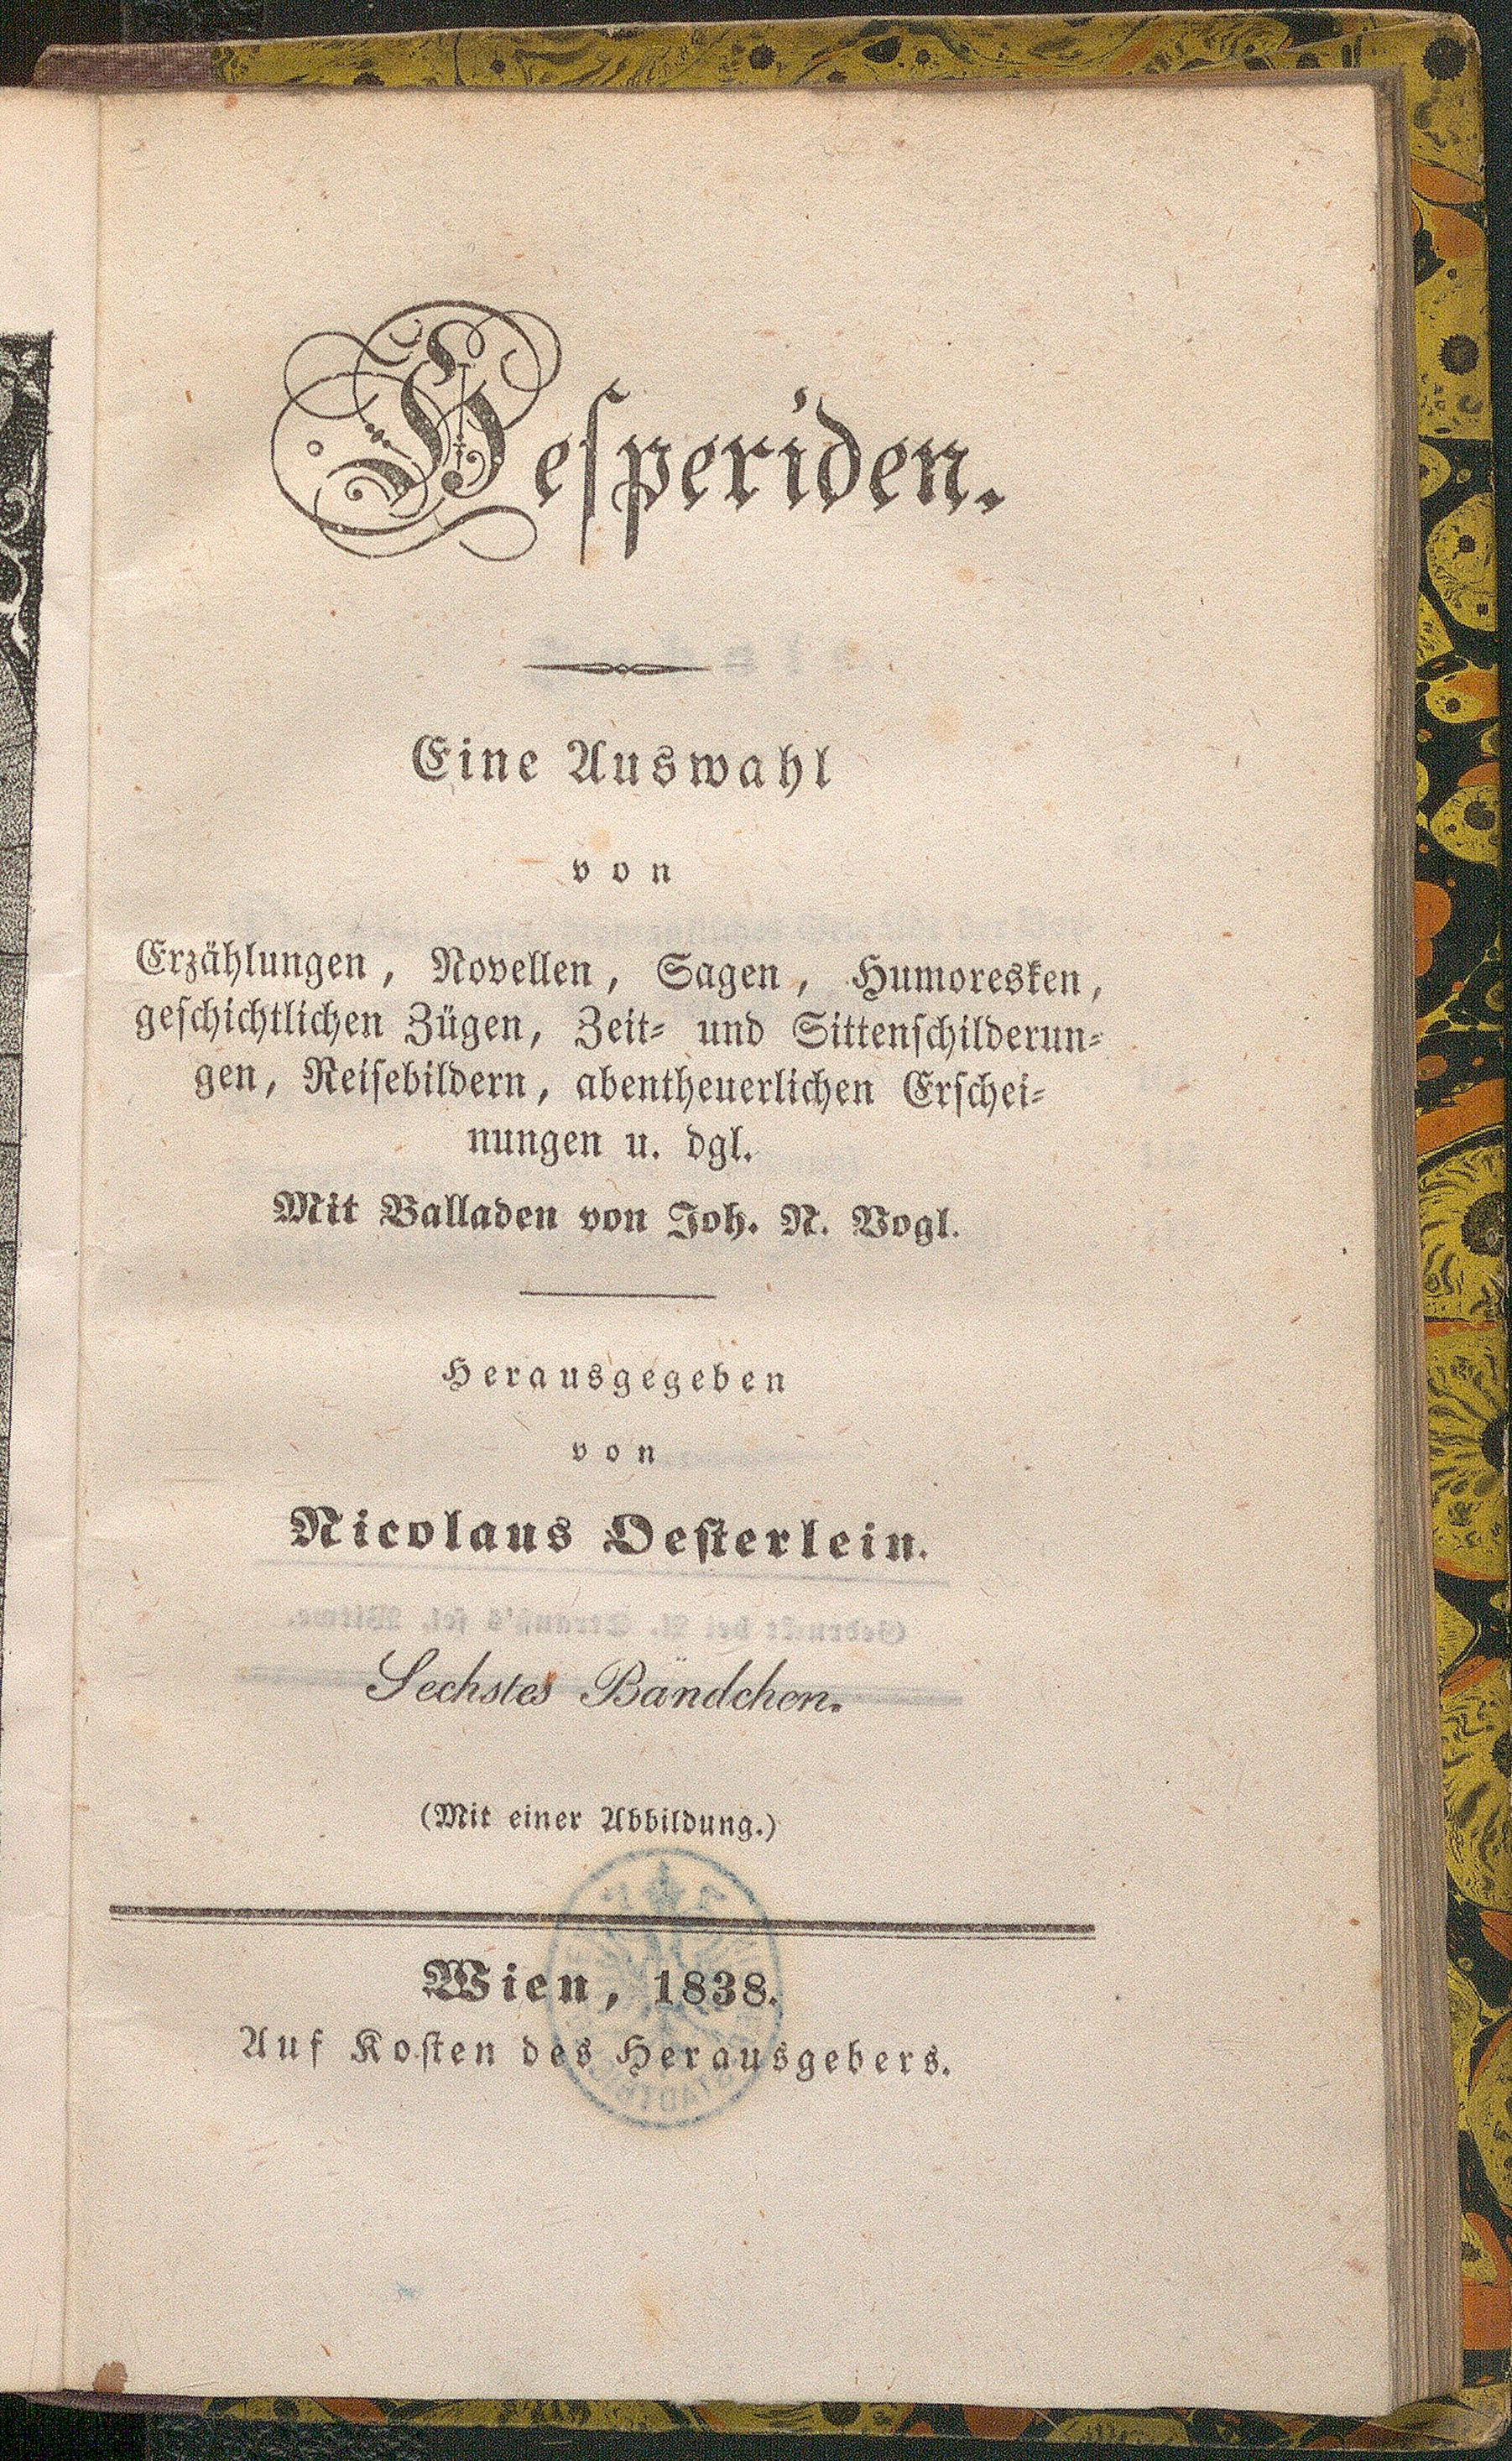 Hesperiden.
Eine Auswahl
von
Erzählungen, Novellen, Sagen, Humoresken,
geschichtlichen Zügen, Zeit- und Sittenschilderun-
gen, Reisebildern, abentheuerlichen Erschei-
nungen u. dgl.
Mit Balladen von Joh. N. Vogl.
Herausgegeben
von
Nicolaus Oesterlein.
Sechstes Bändchen.
(Mit einer Abbildung.)
Wien, 1838.
Auf Kosten des Herausgebers.